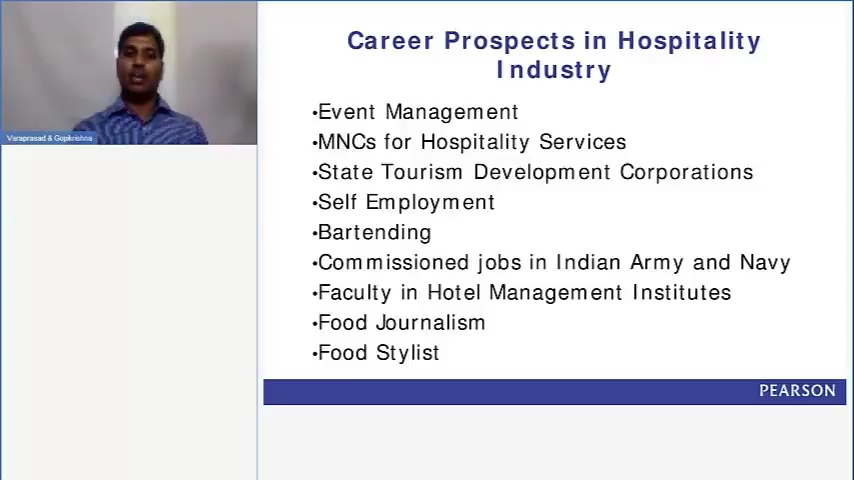 Varaprasad & Gopikrishna
Career Prospects in Hospitality
Industry
•Event Management
•MNCs for Hospitality Services
•State Tourism Development Corporations
•Self Employment
•Bartending
•Commissioned jobs in Indian Army and Navy
•Faculty in Hotel Management Institutes
•Food Journalism
•Food Stylist
PEARSON